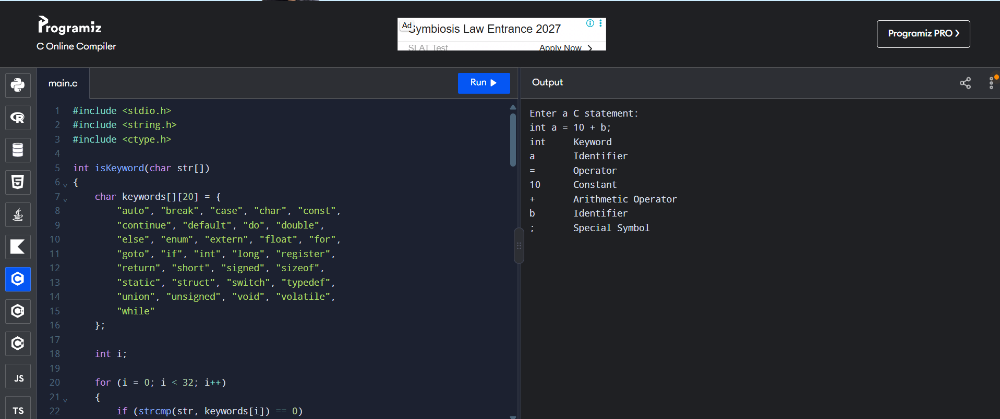 Programiz
C Online Compiler
Ad
Symbiosis Law Entrance 2027
SLAT Test
Apply Now
Programiz PRO
main.c
Run
Output
1 #include <stdio.h>
2 #include <string.h>
3 #include <ctype.h>
4
5 int isKeyword(char str[])
6 {
7 char keywords[][20] = {
8 "auto", "break", "case", "char", "const",
9 "continue", "default", "do", "double",
10 "else", "enum", "extern", "float", "for",
11 "goto", "if", "int", "long", "register",
12 "return", "short", "signed", "sizeof",
13 "static", "struct", "switch", "typedef",
14 "union", "unsigned", "void", "volatile",
15 "while"
16 };
17
18 int i;
19
20 for (i = 0; i < 32; i++)
21 {
22 if (strcmp(str, keywords[i]) == 0)
JS
TS
Enter a C statement:
int a = 10 + b;
int Keyword
a Identifier
= Operator
10 Constant
+ Arithmetic Operator
b Identifier
; Special Symbol